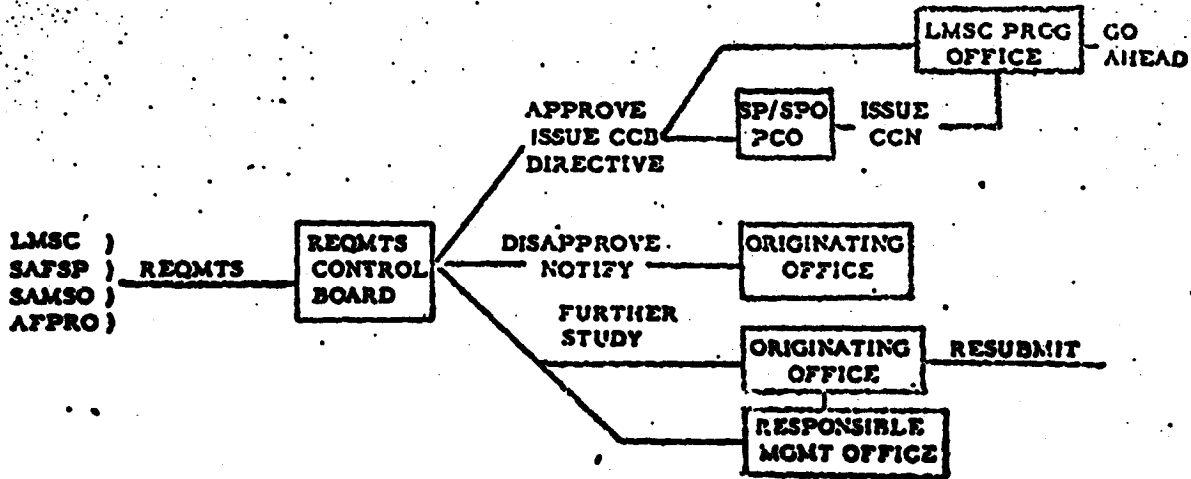 LMSC PROG
OFFICE
GO
AHEAD
APPROVE
ISSUE CCB
DIRECTIVE
SP/SPO
PCO
ISSUE
CCN
LMSC )
SAFSP )
SAMSO )
AFPRO )
REQMTS
REQMTS
CONTROL
BOARD
DISAPPROVE
NOTIFY
ORIGINATING
OFFICE
FURTHER
STUDY
ORIGINATING
OFFICE
RESUBMIT
RESPONSIBLE
MGMT OFFICE